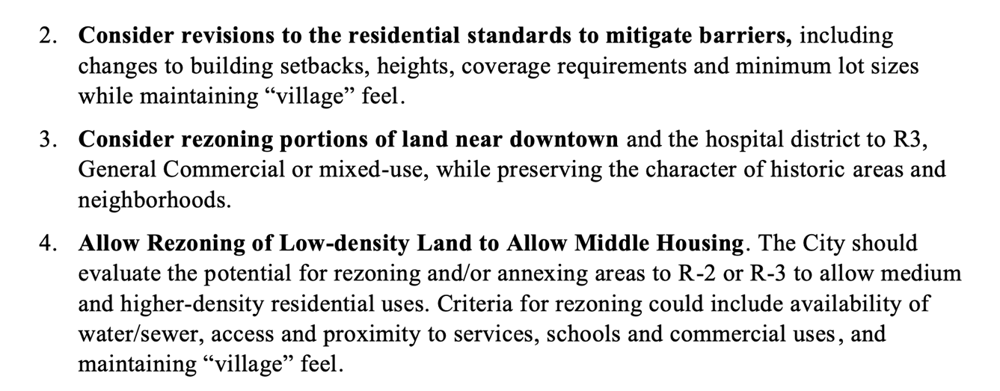 2. Consider revisions to the residential standards to mitigate barriers, including
changes to building setbacks, heights, coverage requirements and minimum lot sizes
while maintaining “village” feel.
3. Consider rezoning portions of land near downtown and the hospital district to R3,
General Commercial or mixed-use, while preserving the character of historic areas and
neighborhoods.
4. Allow Rezoning of Low-density Land to Allow Middle Housing. The City should
evaluate the potential for rezoning and/or annexing areas to R-2 or R-3 to allow medium
and higher-density residential uses. Criteria for rezoning could include availability of
water/sewer, access and proximity to services, schools and commercial uses, and
maintaining “village” feel.